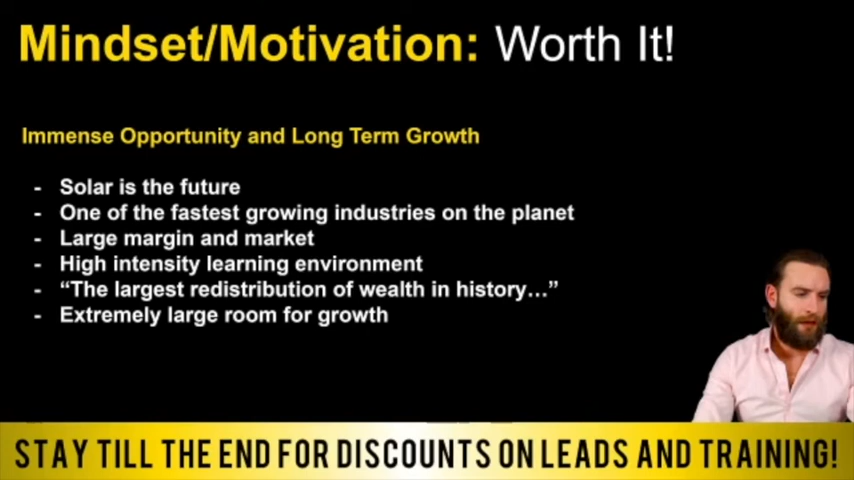 Mindset/Motivation: Worth It!
Immense Opportunity and Long Term Growth
- Solar is the future
- One of the fastest growing industries on the planet
- Large margin and market
- High intensity learning environment
- “The largest redistribution of wealth in history...”
- Extremely large room for growth
STAY TILL THE END FOR DISCOUNTS ON LEADS AND TRAINING!